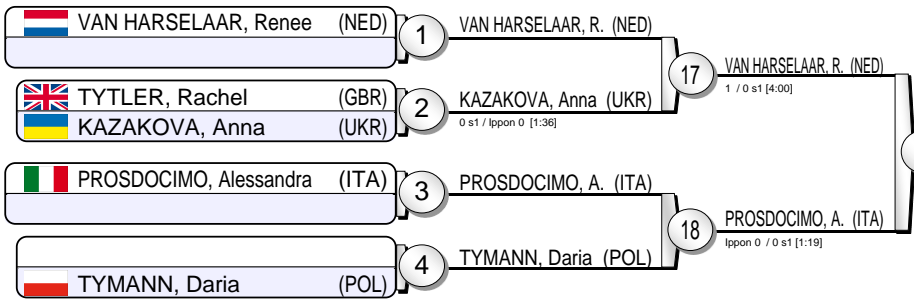 VAN HARSELAAR, Renee (NED)
1
VAN HARSELAAR, R. (NED)
17
VAN HARSELAAR, R. (NED)
1 / 0 s1 [4:00]
TYTLER, Rachel (GBR)
KAZAKOVA, Anna (UKR)
2
KAZAKOVA, Anna (UKR)
0 s1 / Ippon 0 [1:36]
PROSDOCIMO, Alessandra (ITA)
3
PROSDOCIMO, A. (ITA)
18
PROSDOCIMO, A. (ITA)
Ippon 0 / 0 s1 [1:19]
TYMANN, Daria (POL)
4
TYMANN, Daria (POL)